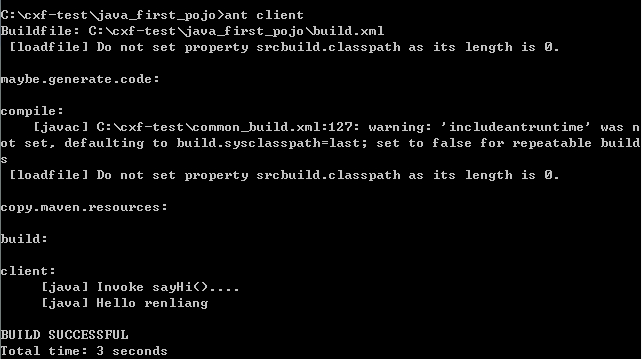 C:\cxf-test\java_first_pojo>ant client
Buildfile: C:\cxf-test\java_first_pojo\build.xml
 [loadfile] Do not set property srcbuild.classpath as its length is 0.
maybe.generate.code:
compile:
    [javac] C:\cxf-test\common_build.xml:127: warning: 'includeantruntime' was n
ot set, defaulting to build.sysclasspath=last; set to false for repeatable build
s
 [loadfile] Do not set property srcbuild.classpath as its length is 0.
copy.maven.resources:
build:
client:
     [java] Invoke sayHi()....
     [java] Hello renliang
BUILD SUCCESSFUL
Total time: 3 seconds